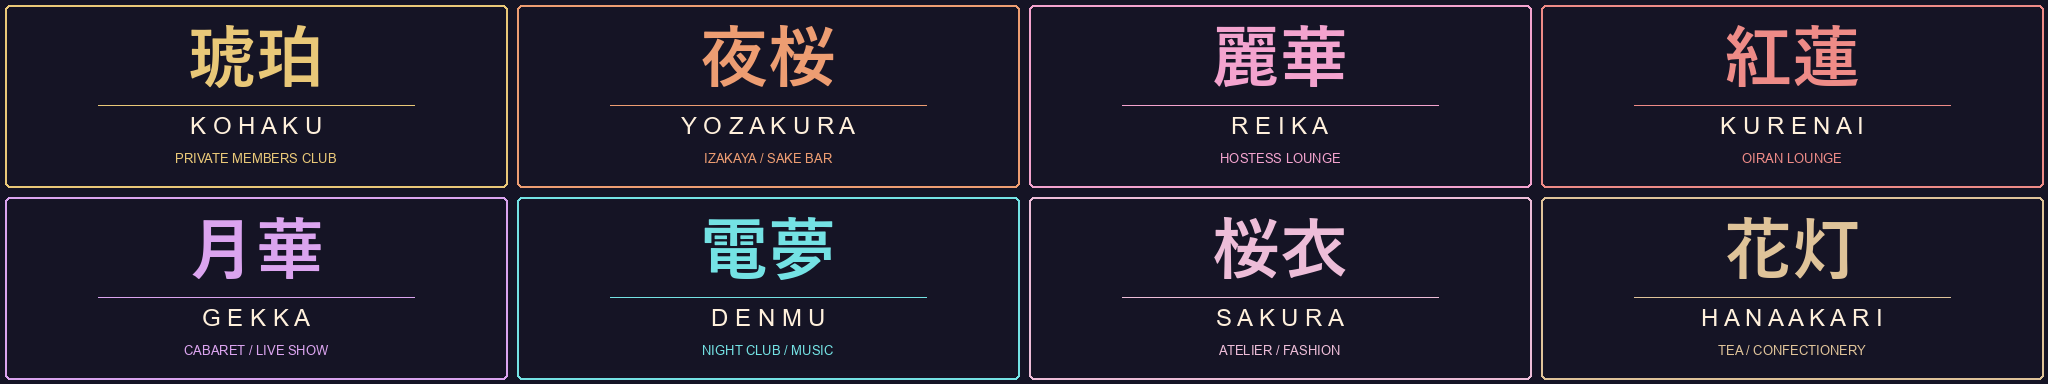 琥珀
KOHAKU
PRIVATE MEMBERS CLUB
夜桜
YOZAKURA
IZAKAYA / SAKE BAR
麗華
REIKA
HOSTESS LOUNGE
紅蓮
KURENAI
OIRAN LOUNGE
月華
GEKKA
CABARET / LIVE SHOW
電夢
DENMU
NIGHT CLUB / MUSIC
桜衣
SAKURA
ATELIER / FASHION
花灯
HANAAKARI
TEA / CONFECTIONERY